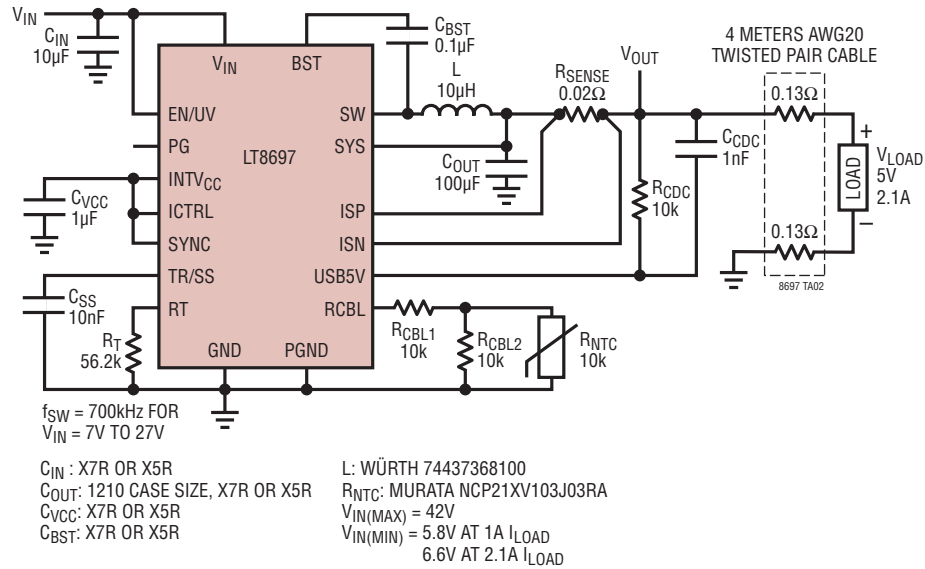 VIN
CIN
10µF
CBST
0.1µF
L
10µH
RSENSE
0.02Ω
VOUT
4 METERS AWG20
TWISTED PAIR CABLE
0.13Ω
VIN
BST
EN/UV
SW
PG
SYS
LT8697
COUT
100µF
CCDC
1nF
+
LOAD
VLOAD
5V
2.1A
–
INTVCC
CVCC
1µF
ICTRL
ISP
RCDC
10k
SYNC
ISN
0.13Ω
TR/SS
USB5V
8697 TA02
CSS
10nF
RT
RCBL
RT
56.2k
GND
PGND
RCBL1
10k
RCBL2
10k
RNTC
10k
fSW = 700kHz FOR
VIN = 7V TO 27V
CIN : X7R OR X5R
COUT: 1210 CASE SIZE, X7R OR X5R
CVCC: X7R OR X5R
CBST: X7R OR X5R
L: WÜRTH 74437368100
RNTC: MURATA NCP21XV103J03RA
VIN(MAX) = 42V
VIN(MIN) = 5.8V AT 1A ILOAD
6.6V AT 2.1A ILOAD